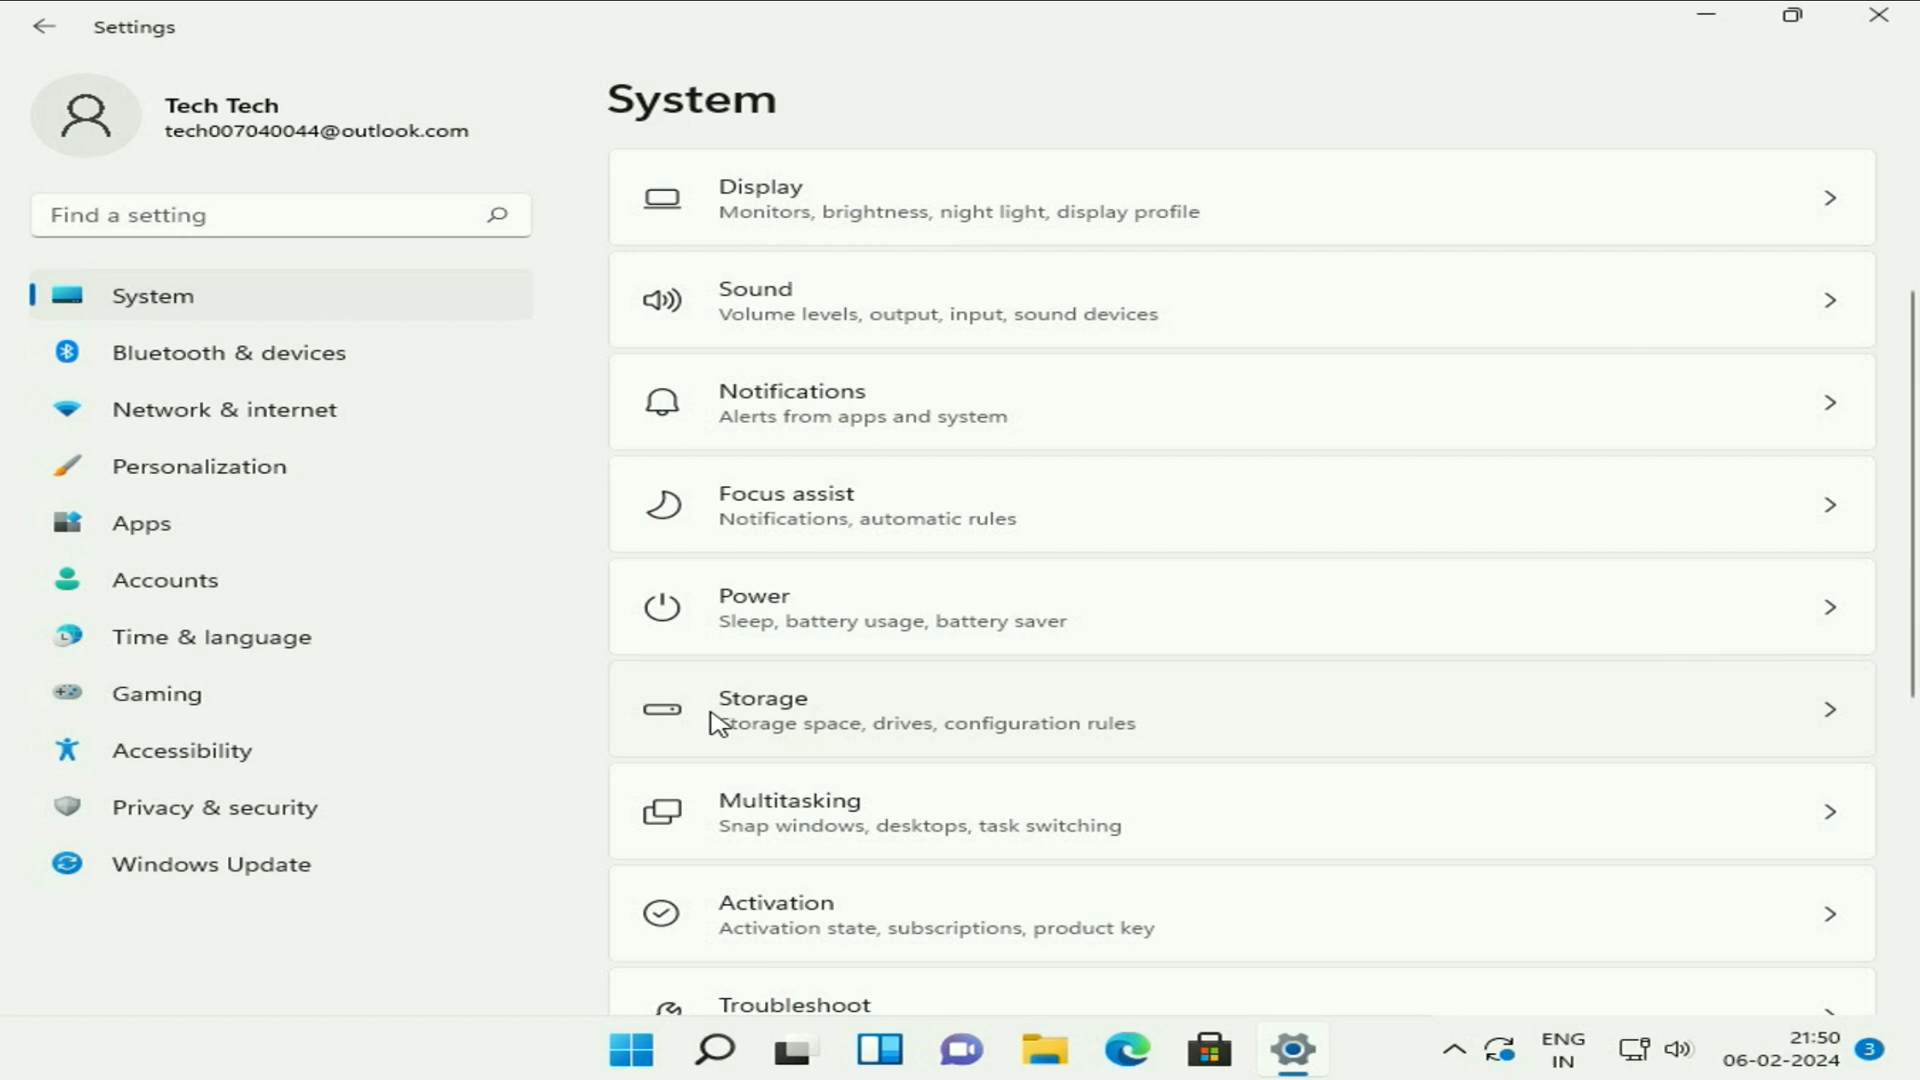 Settings
Tech Tech
tech007040044@outlook.com
Find a setting
System
Bluetooth & devices
Network & internet
Personalization
Apps
Accounts
Time & language
Gaming
Accessibility
Privacy & security
Windows Update
System
Display
Monitors, brightness, night light, display profile
Sound
Volume levels, output, input, sound devices
Notifications
Alerts from apps and system
Focus assist
Notifications, automatic rules
Power
Sleep, battery usage, battery saver
Storage
Storage space, drives, configuration rules
Multitasking
Snap windows, desktops, task switching
Activation
Activation state, subscriptions, product key
Troubleshoot
ENG
IN
21:50
06-02-2024
3